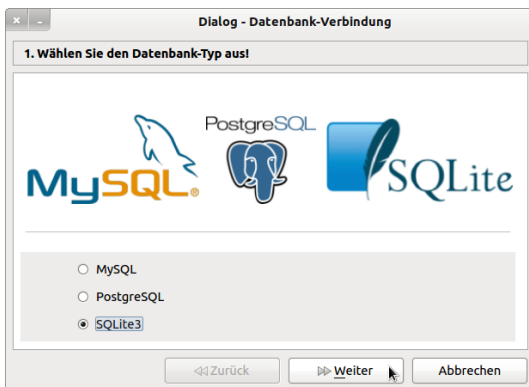 Dialog - Datenbank-Verbindung
1. Wählen Sie den Datenbank-Typ aus!
PostgreSQL
MySQL®
SQLite
MySQL
PostgreSQL
SQLite3
Zurück
Weiter
Abbrechen